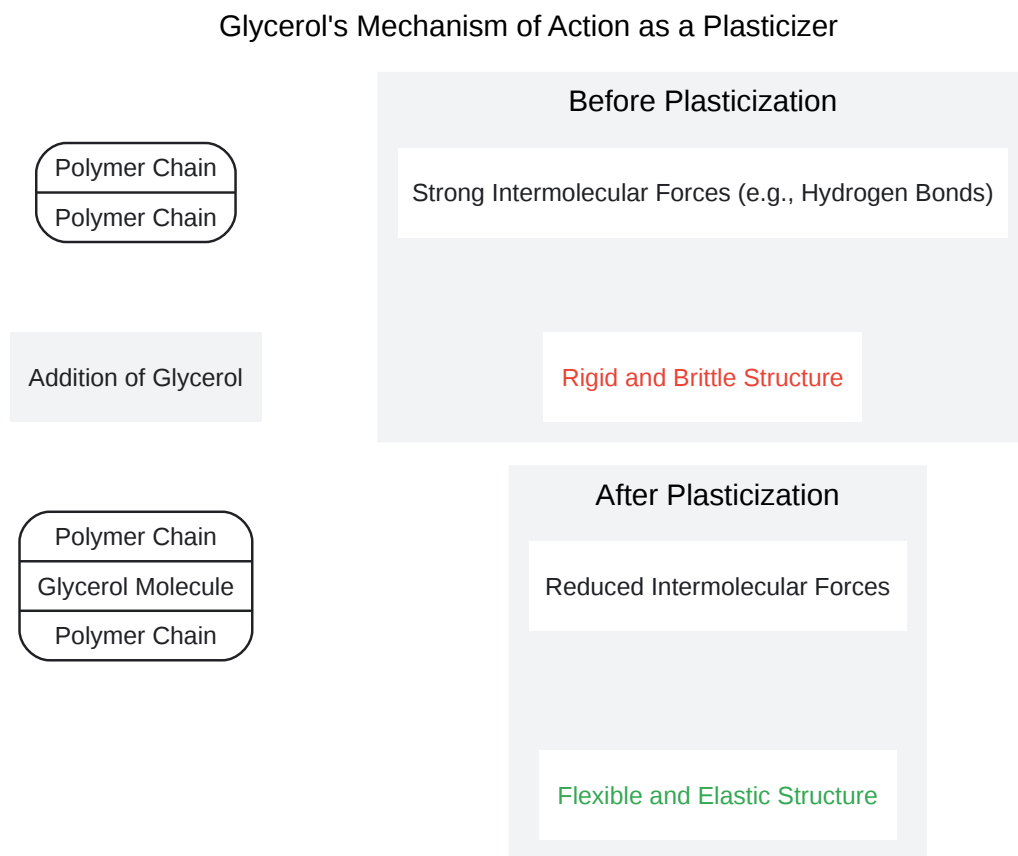 Glycerol's Mechanism of Action as a Plasticizer
Before Plasticization
Polymer Chain
Polymer Chain
Strong Intermolecular Forces (e.g., Hydrogen Bonds)
Addition of Glycerol
Rigid and Brittle Structure
After Plasticization
Polymer Chain
Glycerol Molecule
Polymer Chain
Reduced Intermolecular Forces
Flexible and Elastic Structure